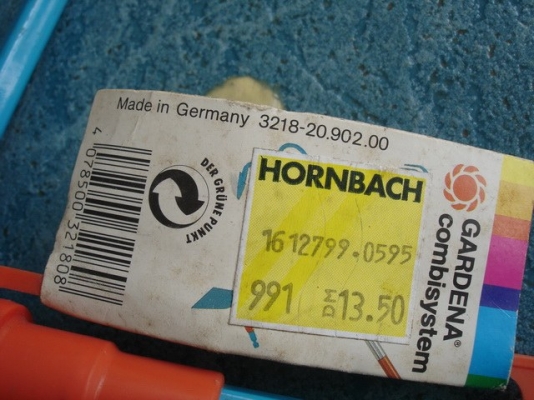 Made in Germany 3218-20.902.00
4 078500 321808
DER GRÜNE PUNKT
HORNBACH
1612799.0595
991 DM 13.50
GARDENA®
combisystem